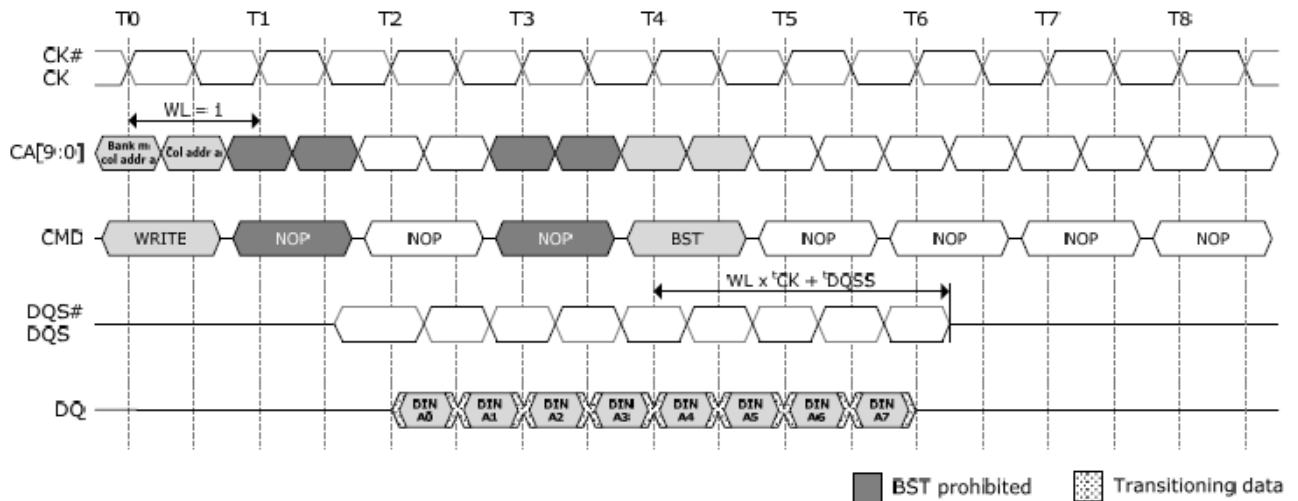 T0 T1 T2 T3 T4 T5 T6 T7 T8
CK#
CK
WL = 1
CA[9:0] Bank m col addr a Col addr a
CMD WRITE NOP NOP NOP BST NOP NOP NOP NOP
WL x tCK + tDQSS
DQS#
DQS
DQ DIN A0 DIN A1 DIN A2 DIN A3 DIN A4 DIN A5 DIN A6 DIN A7
BST prohibited Transitioning data